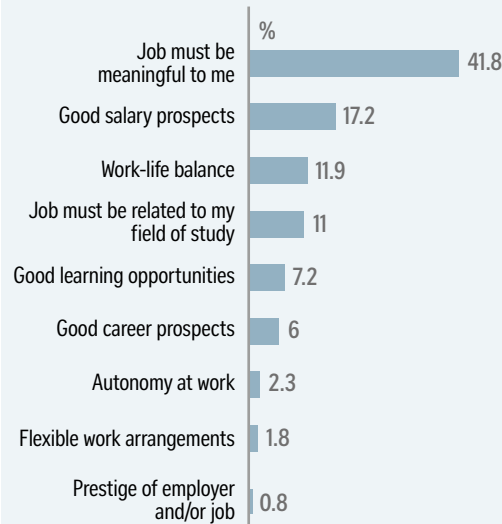 %
Job must be
meaningful to me
41.8
Good salary prospects
17.2
Work-life balance
11.9
Job must be related to my
field of study
11
Good learning opportunities
7.2
Good career prospects
6
Autonomy at work
2.3
Flexible work arrangements
1.8
Prestige of employer
and/or job
0.8